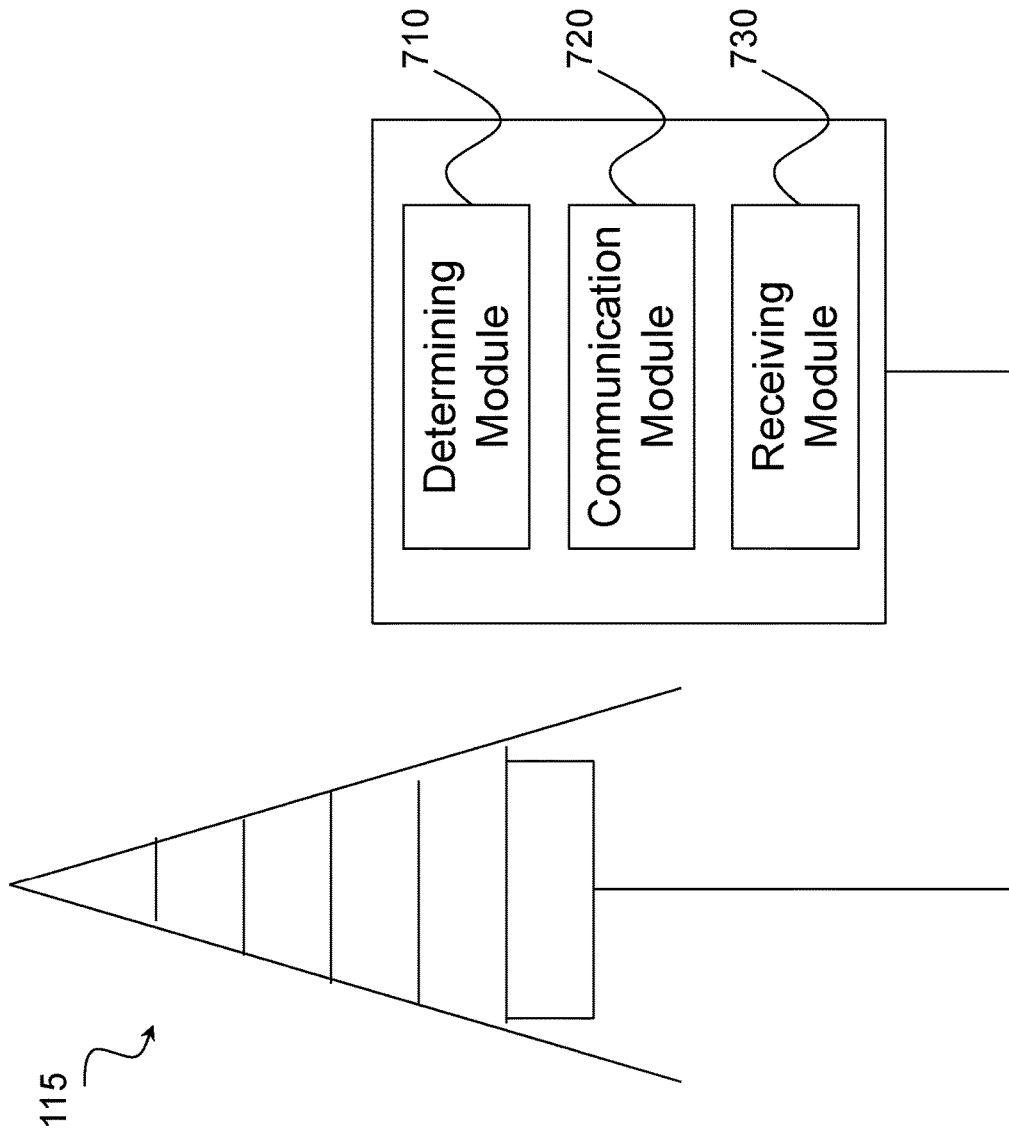 115
Determining
Module
710
Communication
Module
720
Receiving
Module
730